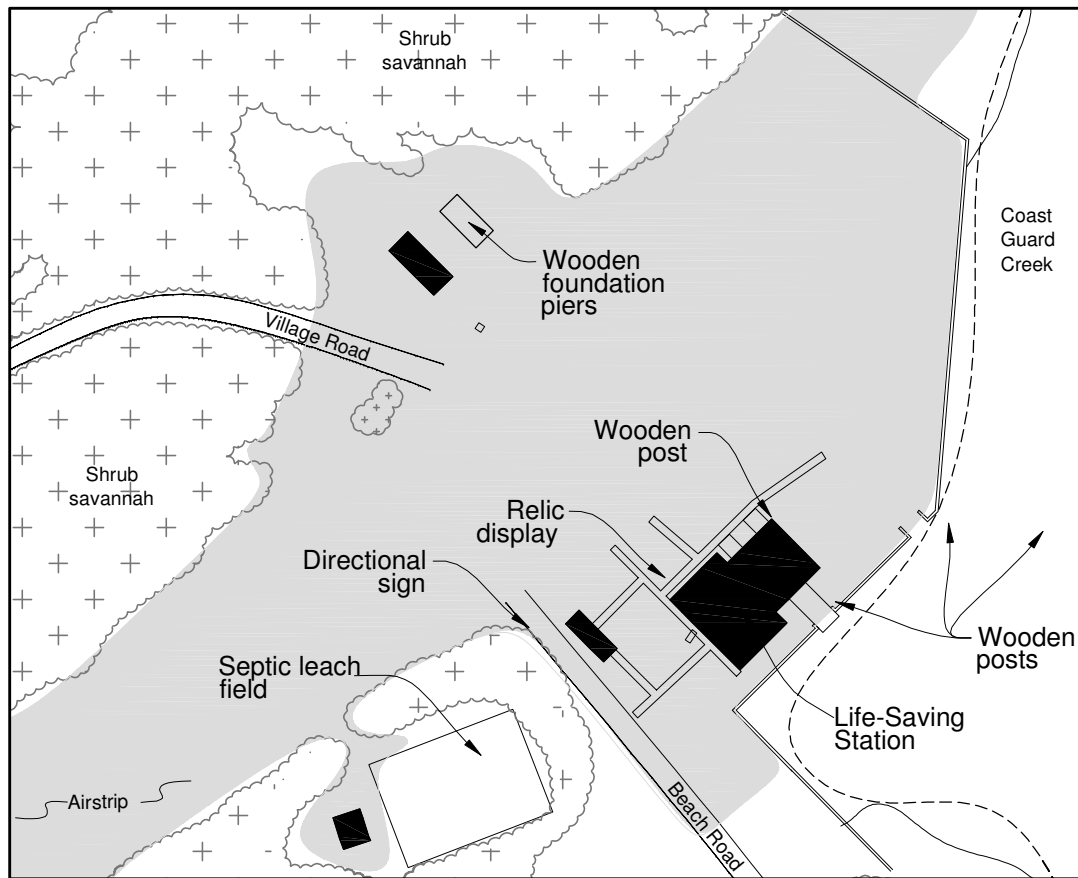 Shrub
savannah
Coast
Guard
Creek
Wooden
foundation
piers
Village Road
Wooden
post
Shrub
savannah
Relic
display
Directional
sign
Wooden
posts
Septic leach
field
Life-Saving
Station
Airstrip
Beach Road